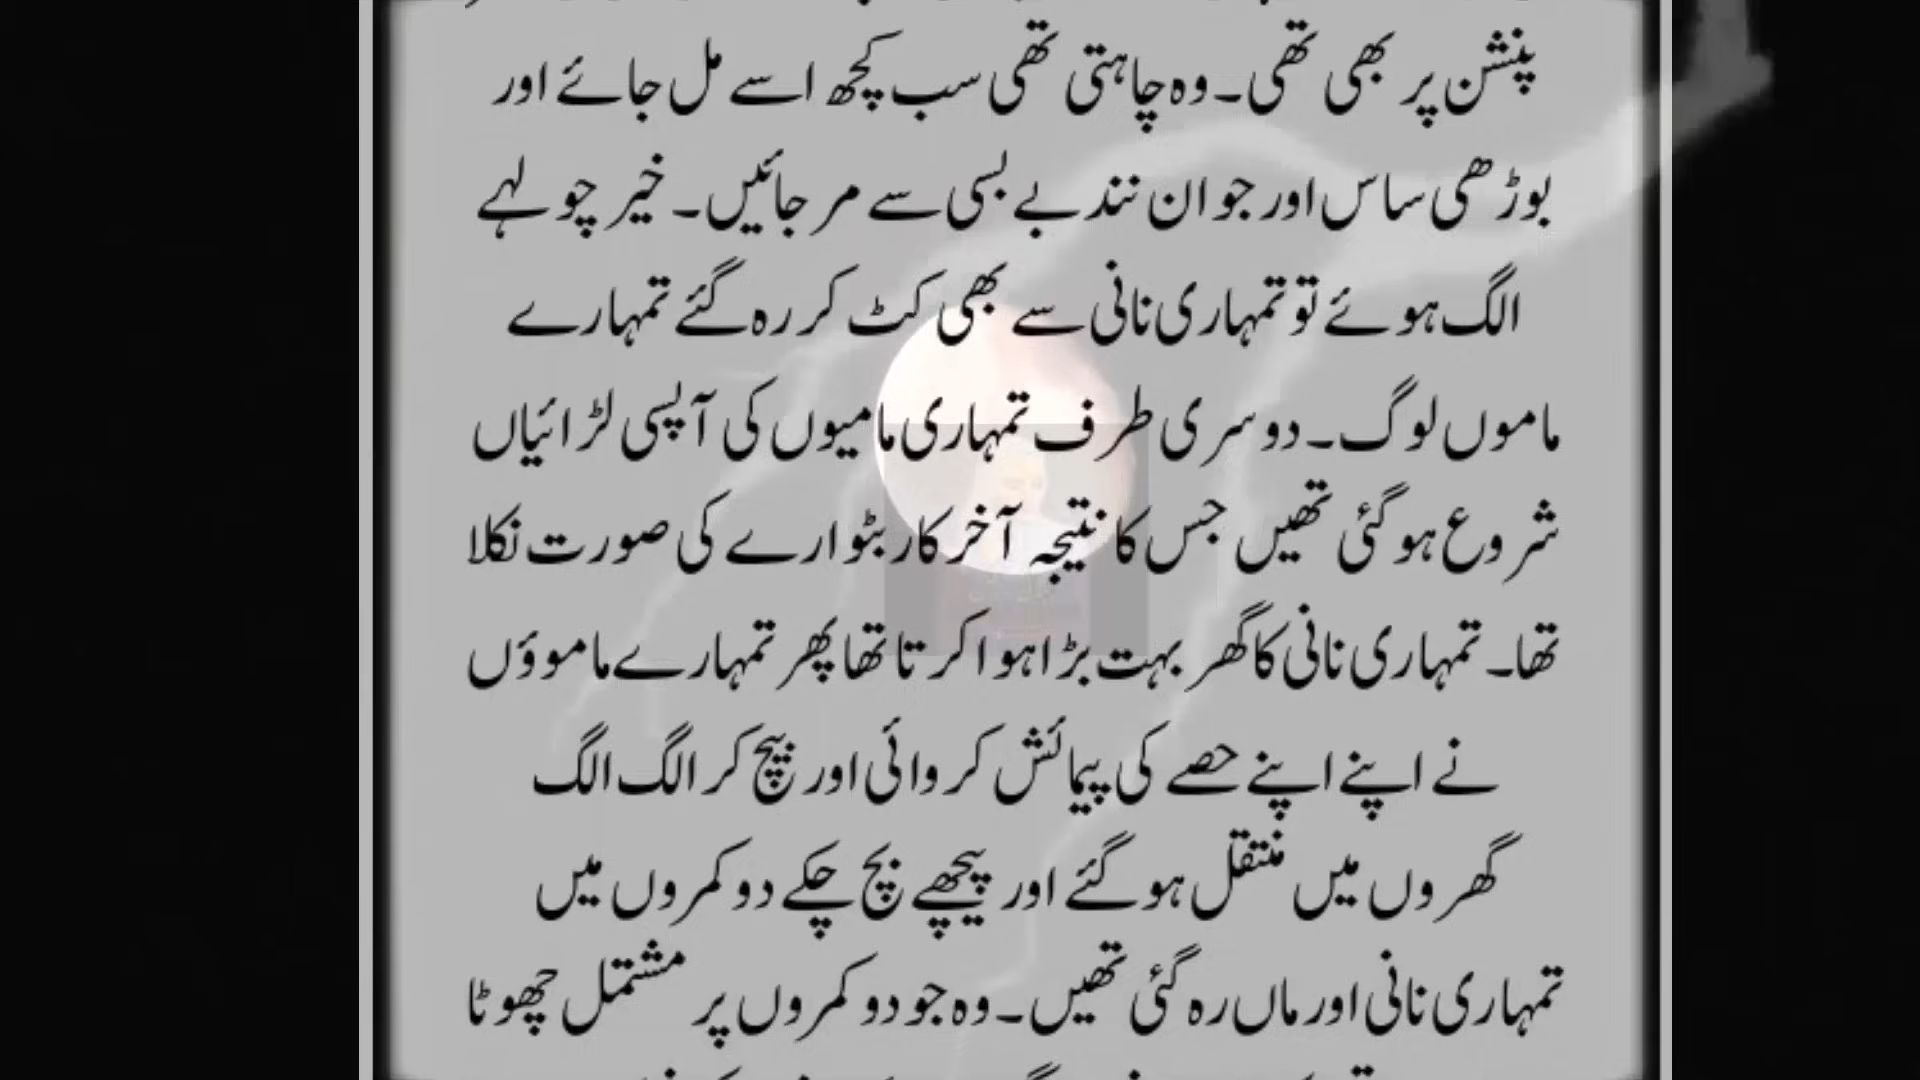 پنشن پر بھی تھی۔ وہ چاہتی تھی سب کچھ اسے مل جائے اور
بوڑھی ساس اور جوان نند بے بسی سے مر جائیں۔ خیر چولہے
الگ ہوئے تو تمہاری نانی سے بھی کٹ کر رہ گئے تمہارے
ماموں لوگ۔ دوسری طرف تمہاری مامیوں کی آپسی لڑائیاں
شروع ہو گئی تھیں جس کا نتیجہ آخر کار بٹوارے کی صورت نکلا
تھا۔ تمہاری نانی کا گھر بہت بڑا ہوا کرتا تھا پھر تمہارے ماموؤں
نے اپنے اپنے حصے کی پیمائش کروائی اور بیچ کر الگ الگ
گھروں میں منتقل ہو گئے اور پیچھے بچ چکے دو کمروں میں
تمہاری نانی اور ماں رہ گئی تھیں۔ وہ جو دو کمروں پر مشتمل چھوٹا